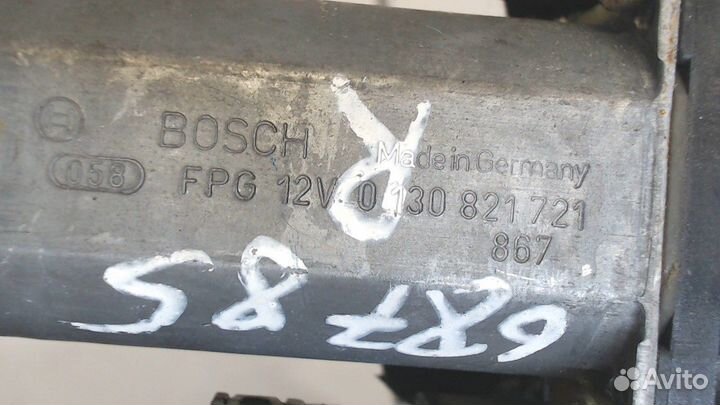 BOSCH Made in Germany
058 FPG 12V 0 130 821 721
867
R
6R7 85
Avito